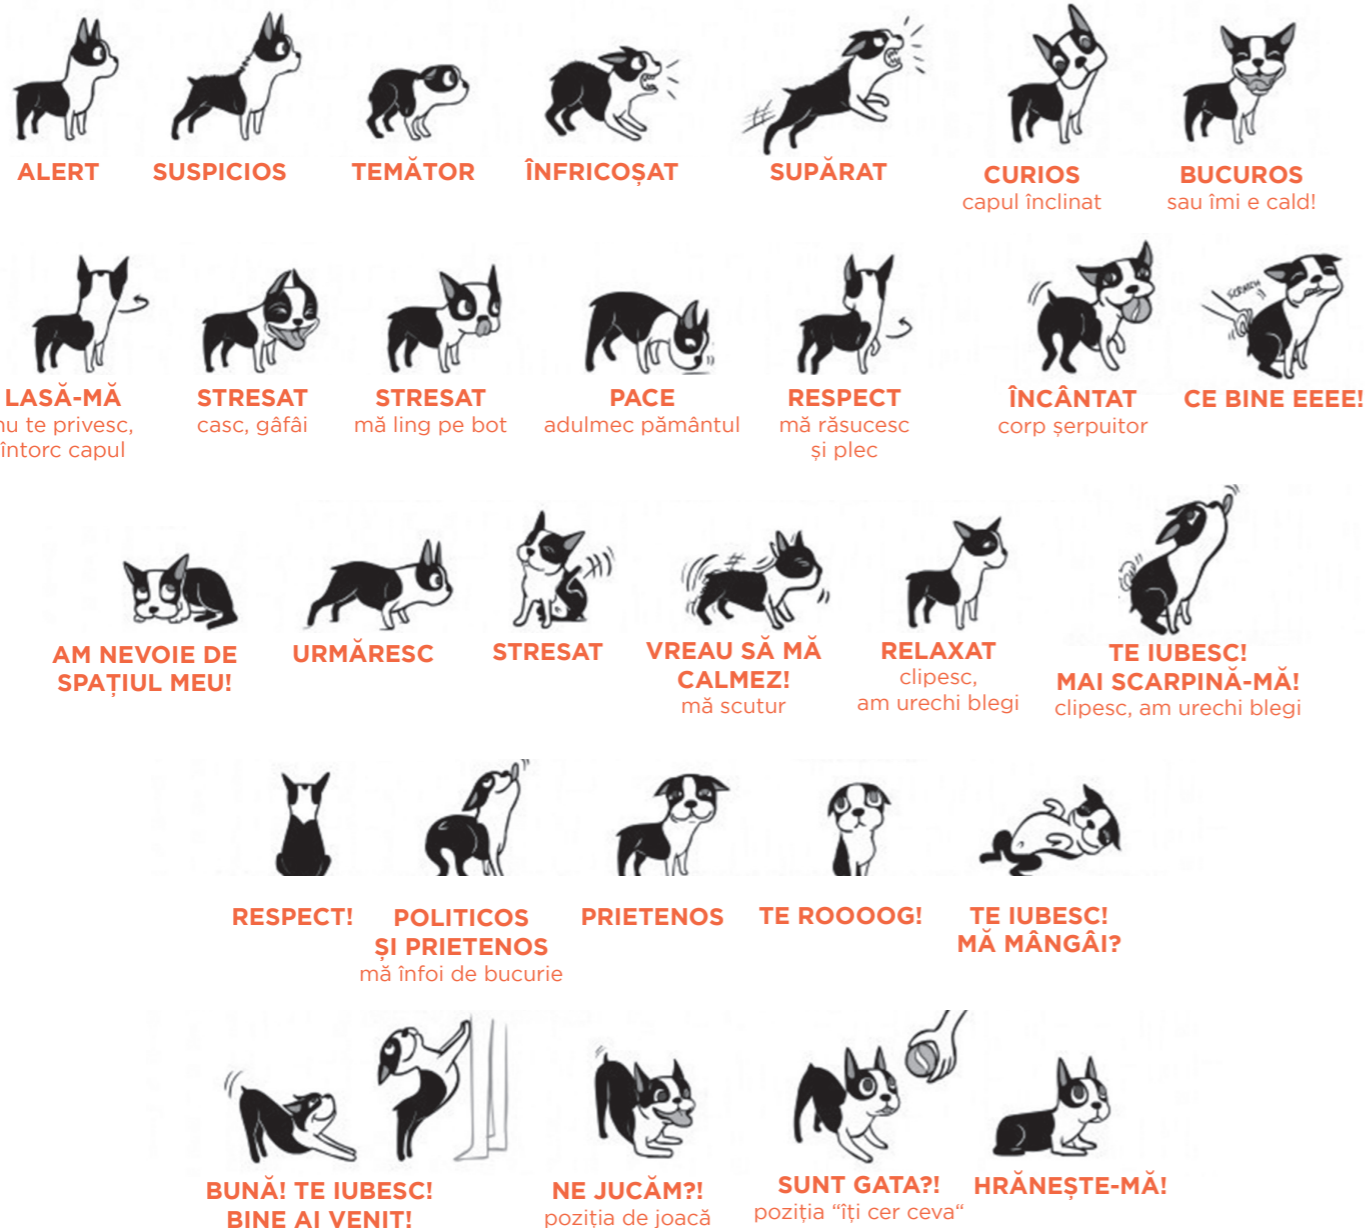 ALERT
SUSPICIOS
TEMĂTOR
ÎNFRICOȘAT
SUPĂRAT
CURIOS
capul înclinat
BUCUROS
sau îmi e cald!
SCRATCH
LASĂ-MĂ
nu te privesc,
întorc capul
STRESAT
casc, gâfâi
STRESAT
mă ling pe bot
PACE
adulmec pământul
RESPECT
mă răsucesc
și plec
ÎNCÂNTAT
corp șerpuitor
CE BINE EEEE!
AM NEVOIE DE
SPAȚIUL MEU!
URMĂRESC
STRESAT
VREAU SĂ MĂ
CALMEZ!
mă scutur
RELAXAT
clipesc,
am urechi blegi
TE IUBESC!
MAI SCARPINĂ-MĂ!
clipesc, am urechi blegi
RESPECT!
POLITICOS
ȘI PRIETENOS
mă înfoi de bucurie
PRIETENOS
TE ROOOOG!
TE IUBESC!
MĂ MÂNGÂI?
BUNĂ! TE IUBESC!
BINE AI VENIT!
NE JUCĂM?!
poziția de joacă
SUNT GATA?!
poziția “îți cer ceva“
HRĂNEȘTE-MĂ!